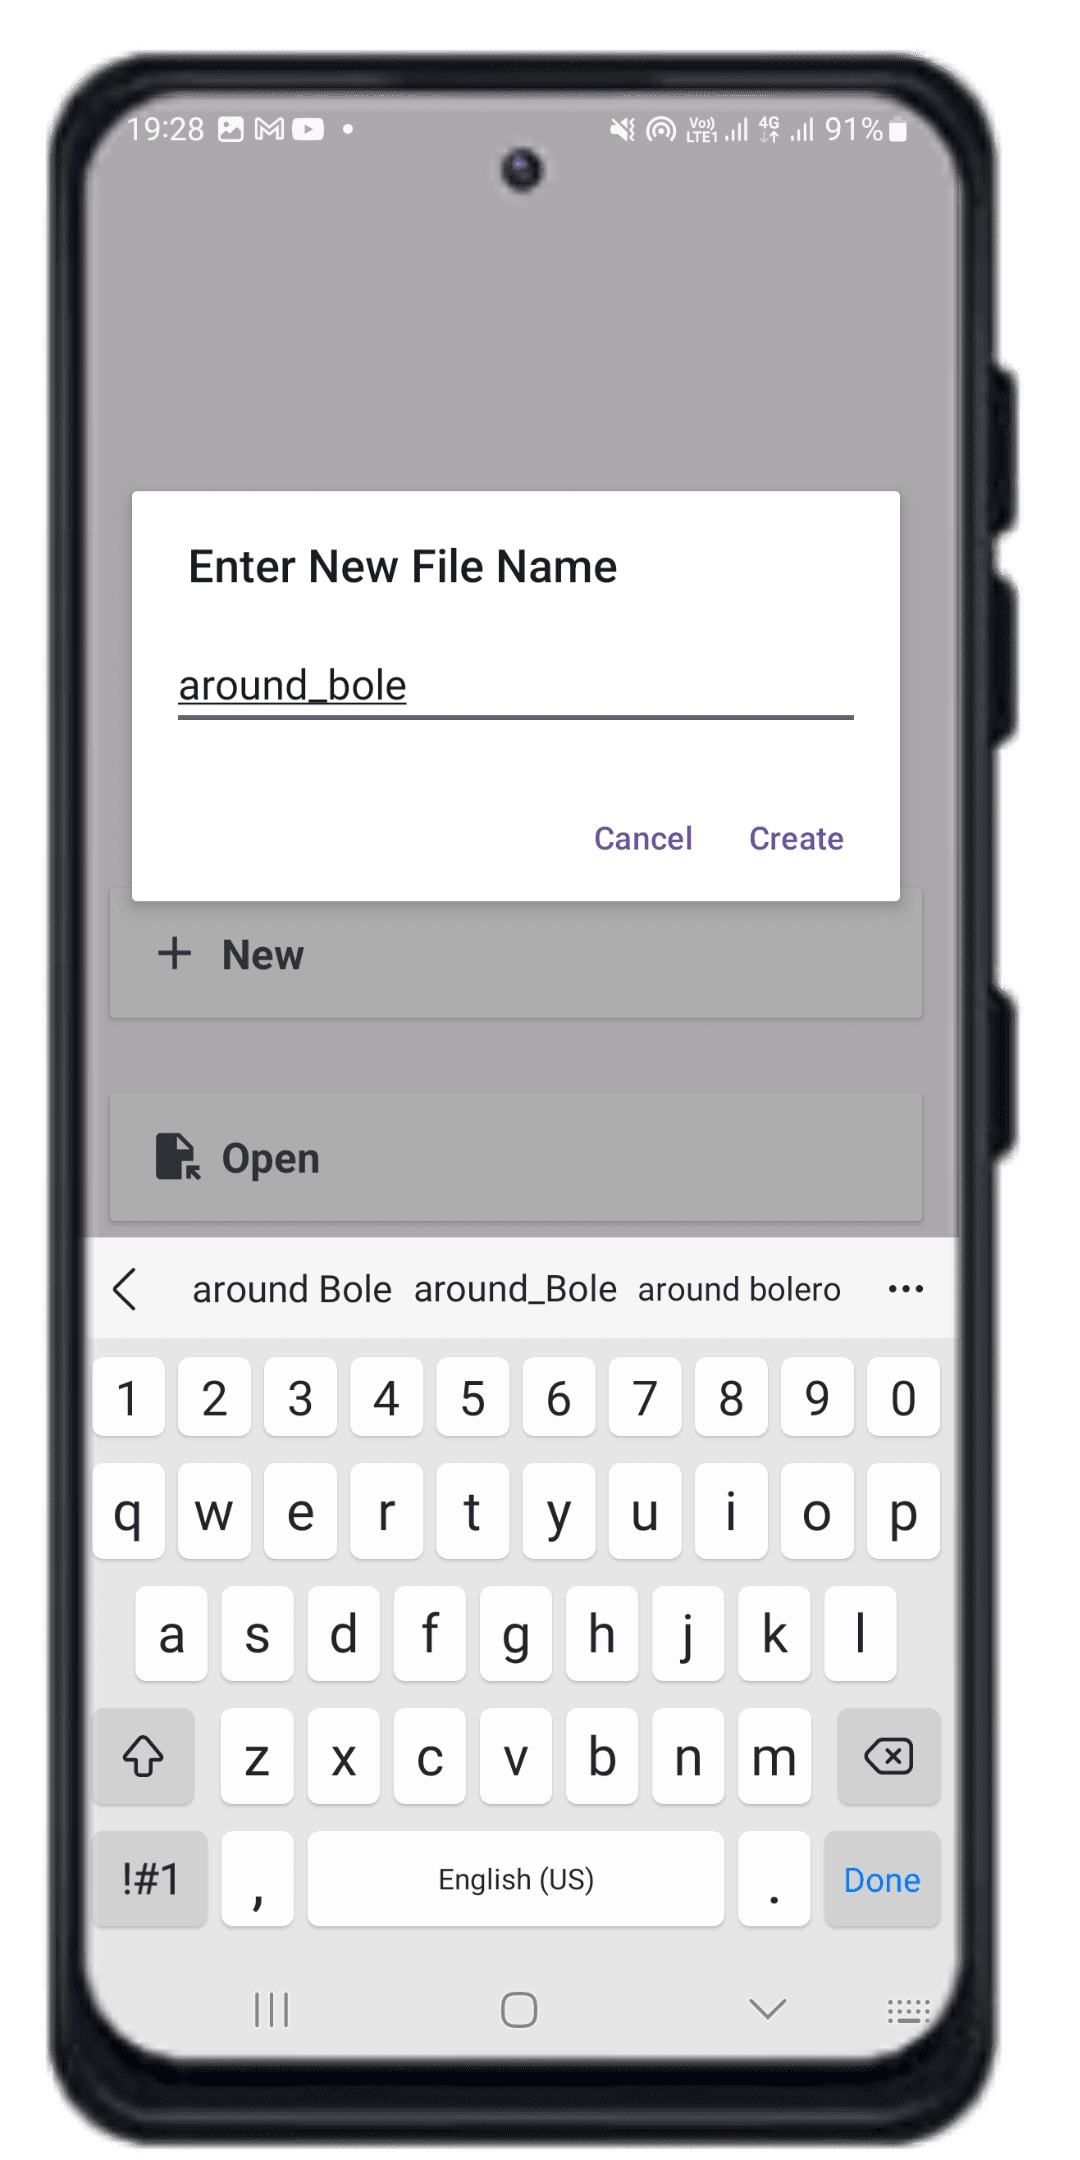 19:28 Vo)) LTE1 4G 91%
Enter New File Name
around_bole
Cancel Create
New
Open
around Bole around_Bole around bolero
1 2 3 4 5 6 7 8 9 0
q w e r t y u i o p
a s d f g h j k l
z x c v b n m
!#1 , English (US) . Done